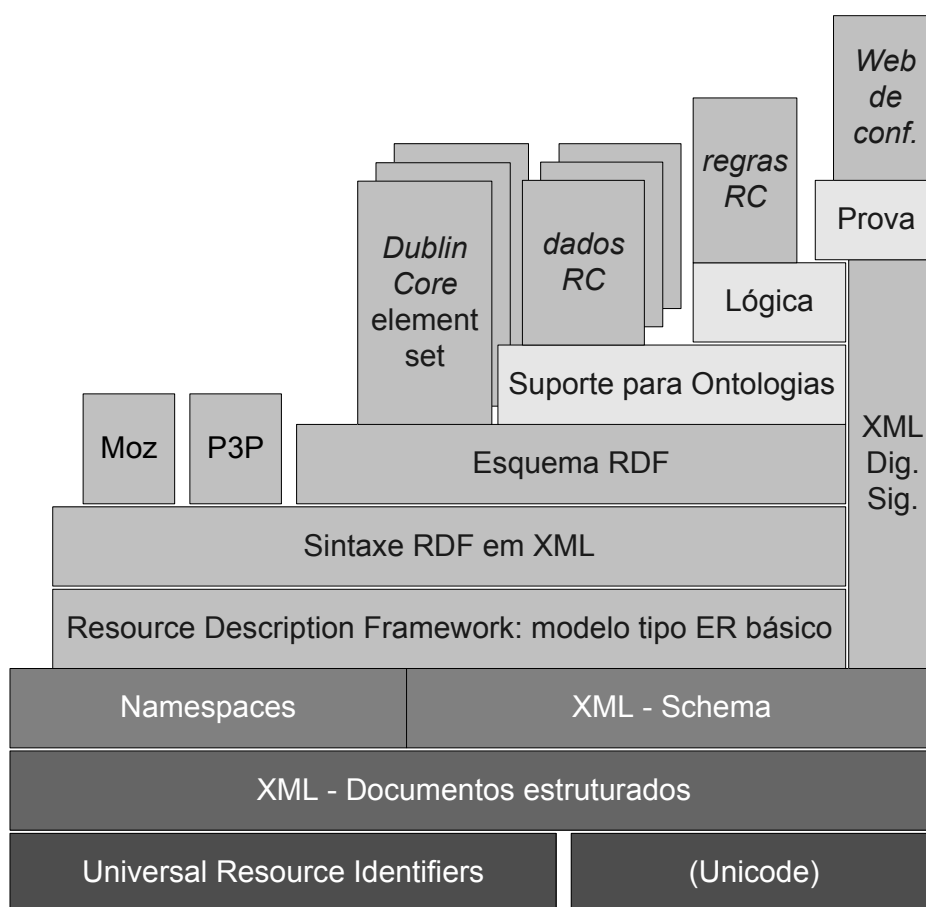 Web
de
conf.
regras
RC
Prova
Dublin
Core
element
set
dados
RC
Lógica
Suporte para Ontologias
Moz
P3P
Esquema RDF
XML
Dig.
Sig.
Sintaxe RDF em XML
Resource Description Framework: modelo tipo ER básico
Namespaces
XML - Schema
XML - Documentos estruturados
Universal Resource Identifiers
(Unicode)